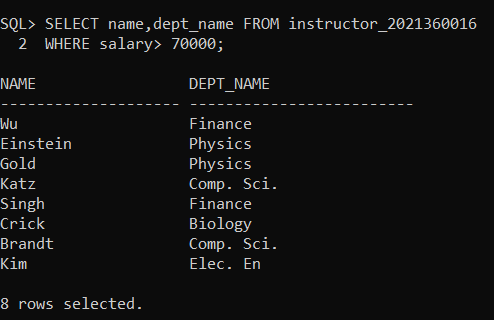 SQL> SELECT name,dept_name FROM instructor_2021360016
  2  WHERE salary> 70000;
NAME                 DEPT_NAME
-------------------- -------------------------
Wu                   Finance
Einstein             Physics
Gold                 Physics
Katz                 Comp. Sci.
Singh                Finance
Crick                Biology
Brandt               Comp. Sci.
Kim                  Elec. En
8 rows selected.